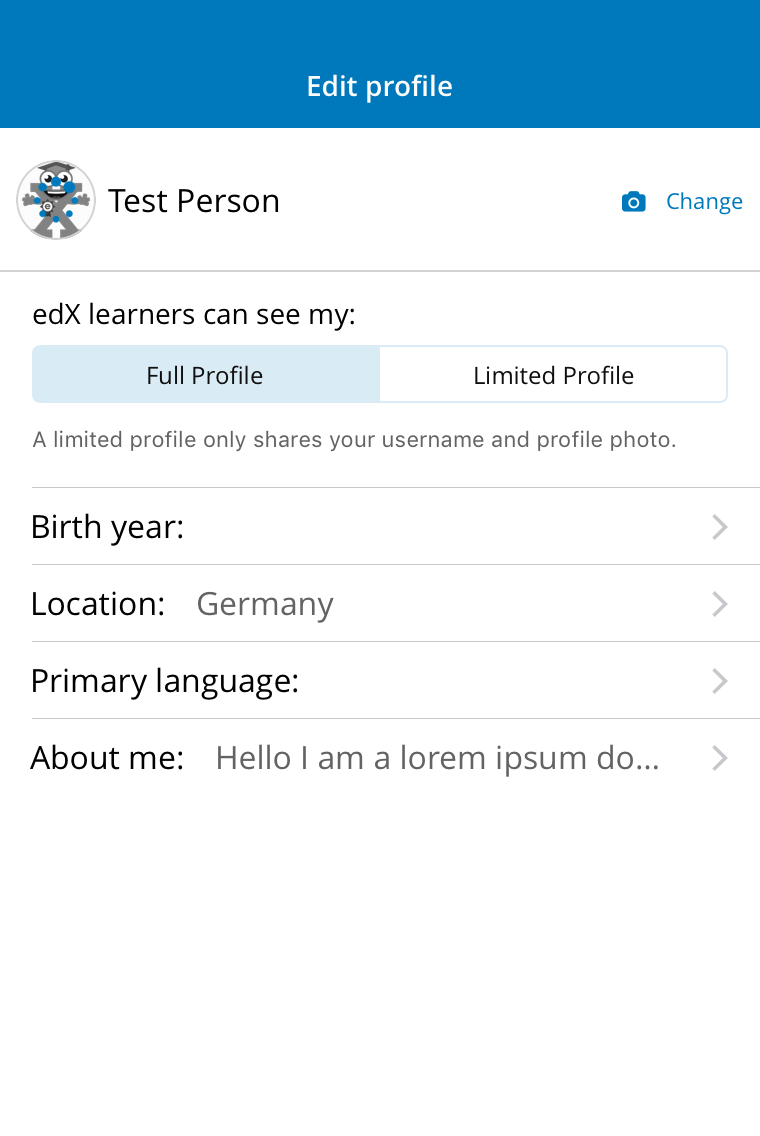 Edit profile
Test Person
Change
edX learners can see my:
Full Profile
Limited Profile
A limited profile only shares your username and profile photo.
Birth year:
Location: Germany
Primary language:
About me: Hello I am a lorem ipsum do...